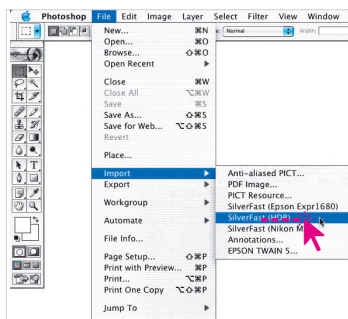 Photoshop File Edit Image Layer Select Filter View Window
Normal Width:
New... ⌘N
Open... ⌘O
Browse... ⇧⌘O
Open Recent ▶
Close ⌘W
Close All ⌥⌘W
Save ⌘S
Save As... ⇧⌘S
Save for Web... ⌥⇧⌘S
Revert
Place...
Import ▶
Export ▶
Workgroup ▶
Automate ▶
File Info...
Page Setup... ⇧⌘P
Print with Preview... ⌘P
Print... ⌥⌘P
Print One Copy ⌥⇧⌘P
Jump To ▶
Anti-aliased PICT...
PDF Image...
PICT Resource...
SilverFast (Epson Expr1680)
SilverFast (HDR)
SilverFast (Nikon
Annotations...
EPSON TWAIN 5...